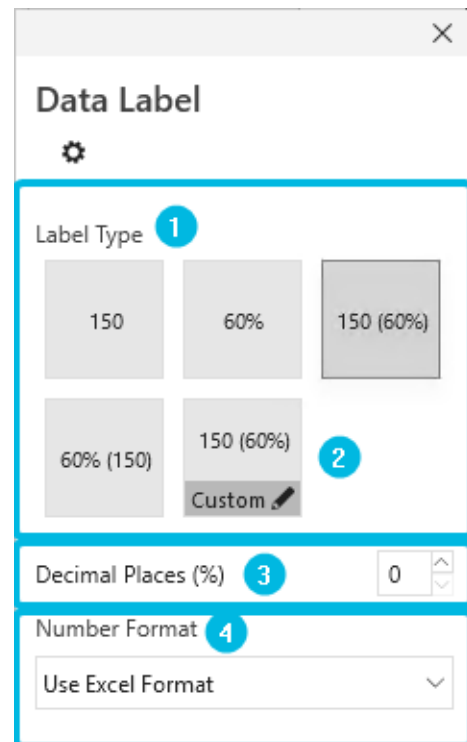 Data Label
Label Type 1
150 60% 150 (60%)
60% (150) 150 (60%) 2
Custom
Decimal Places (%) 3 0
Number Format 4
Use Excel Format